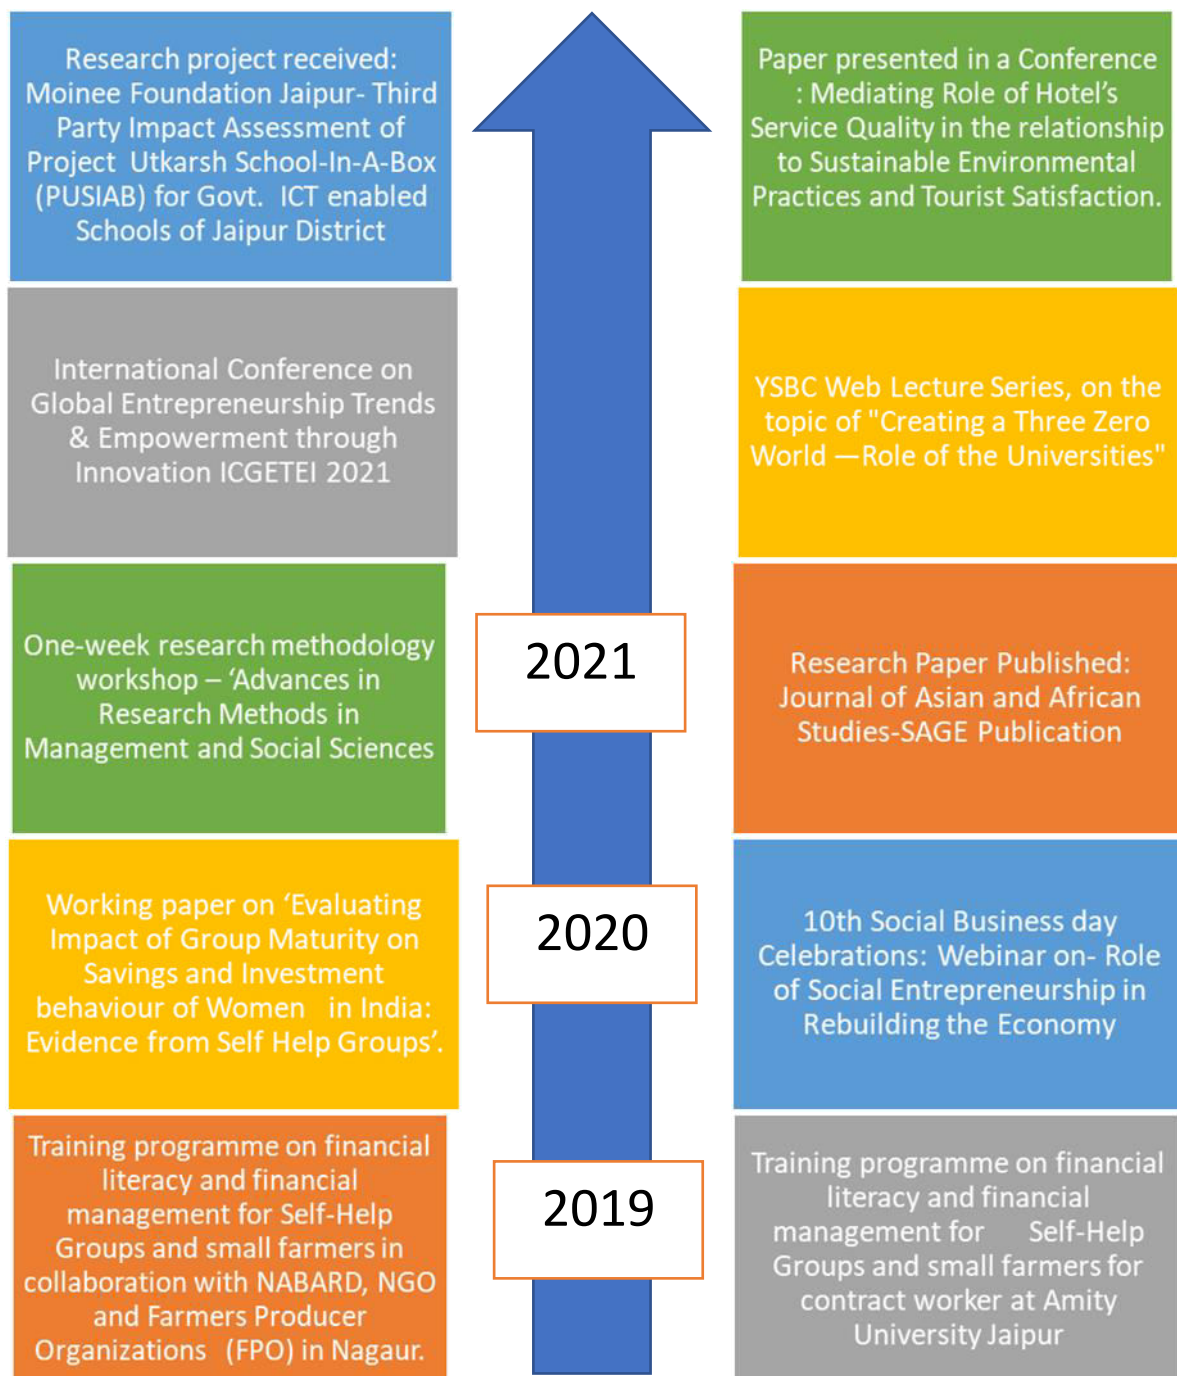 Research project received:
Moinee Foundation Jaipur- Third
Party Impact Assessment of
Project Utkarsh School-In-A-Box
(PUSIAB) for Govt. ICT enabled
Schools of Jaipur District
Paper presented in a Conference
: Mediating Role of Hotel’s
Service Quality in the relationship
to Sustainable Environmental
Practices and Tourist Satisfaction.
International Conference on
Global Entrepreneurship Trends
& Empowerment through
Innovation ICGETEI 2021
YSBC Web Lecture Series, on the
topic of "Creating a Three Zero
World —Role of the Universities"
One-week research methodology
workshop – ‘Advances in
Research Methods in
Management and Social Sciences
2021
Research Paper Published:
Journal of Asian and African
Studies-SAGE Publication
Working paper on ‘Evaluating
Impact of Group Maturity on
Savings and Investment
behaviour of Women in India:
Evidence from Self Help Groups’.
2020
10th Social Business day
Celebrations: Webinar on- Role
of Social Entrepreneurship in
Rebuilding the Economy
Training programme on financial
literacy and financial
management for Self-Help
Groups and small farmers in
collaboration with NABARD, NGO
and Farmers Producer
Organizations (FPO) in Nagaur.
2019
Training programme on financial
literacy and financial
management for Self-Help
Groups and small farmers for
contract worker at Amity
University Jaipur